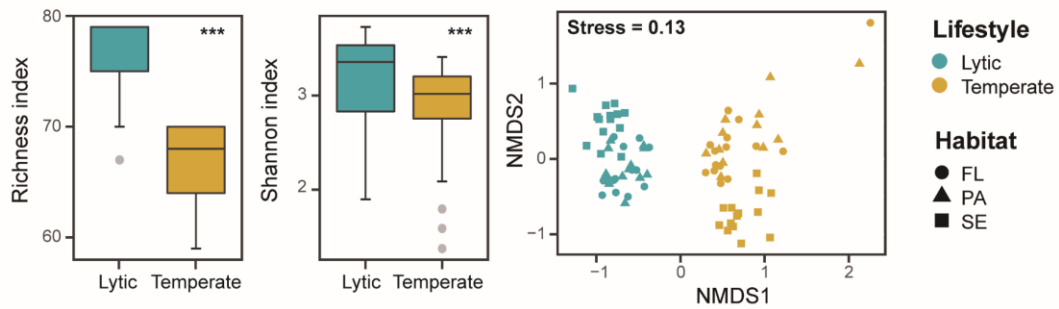 Richness index
80
70
60
***
Lytic Temperate
Shannon index
3
2
***
Lytic Temperate
NMDS2
1
0
−1
Stress = 0.13
−1 0 1 2
NMDS1
Lifestyle
Lytic
Temperate
Habitat
FL
PA
SE